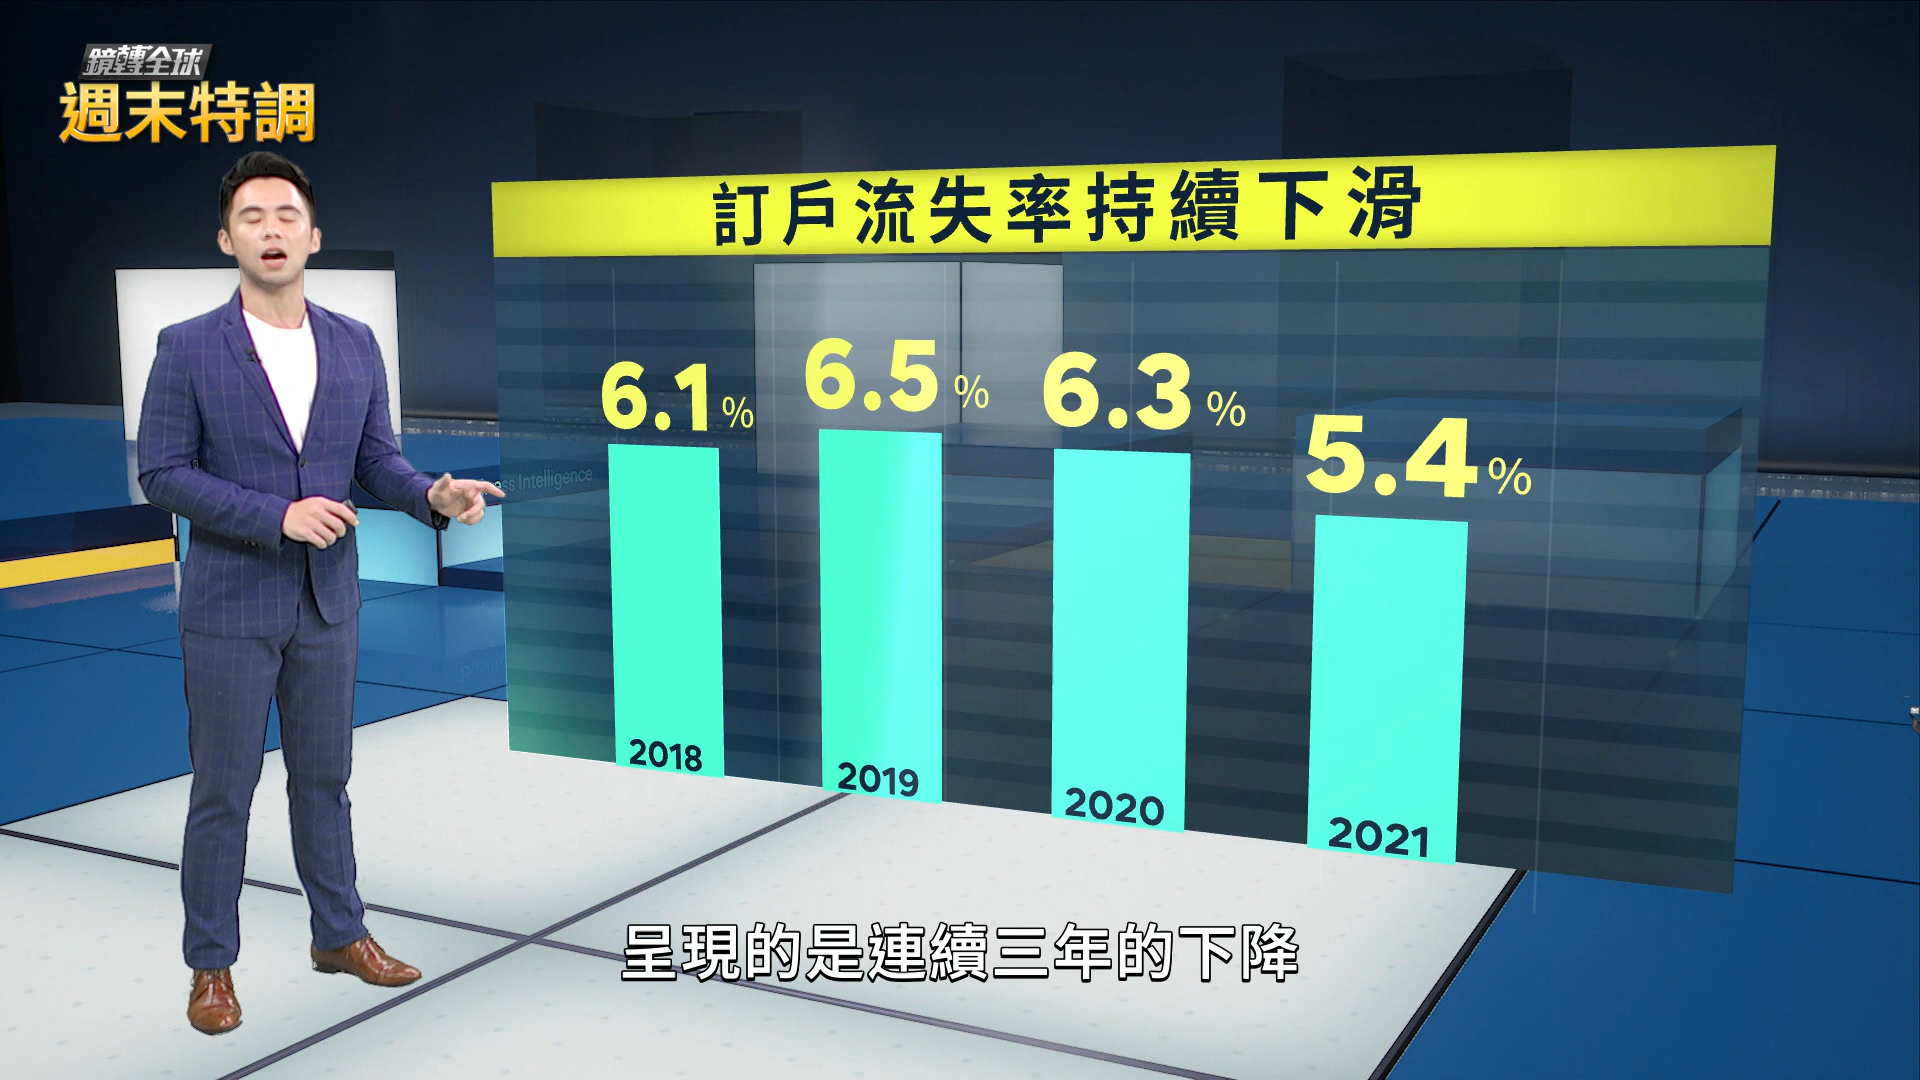 鏡轉全球
週末特調
訂戶流失率持續下滑
6.1%
6.5%
6.3%
5.4%
ess Intelligence
2018
2019
2020
2021
呈現的是連續三年的下降